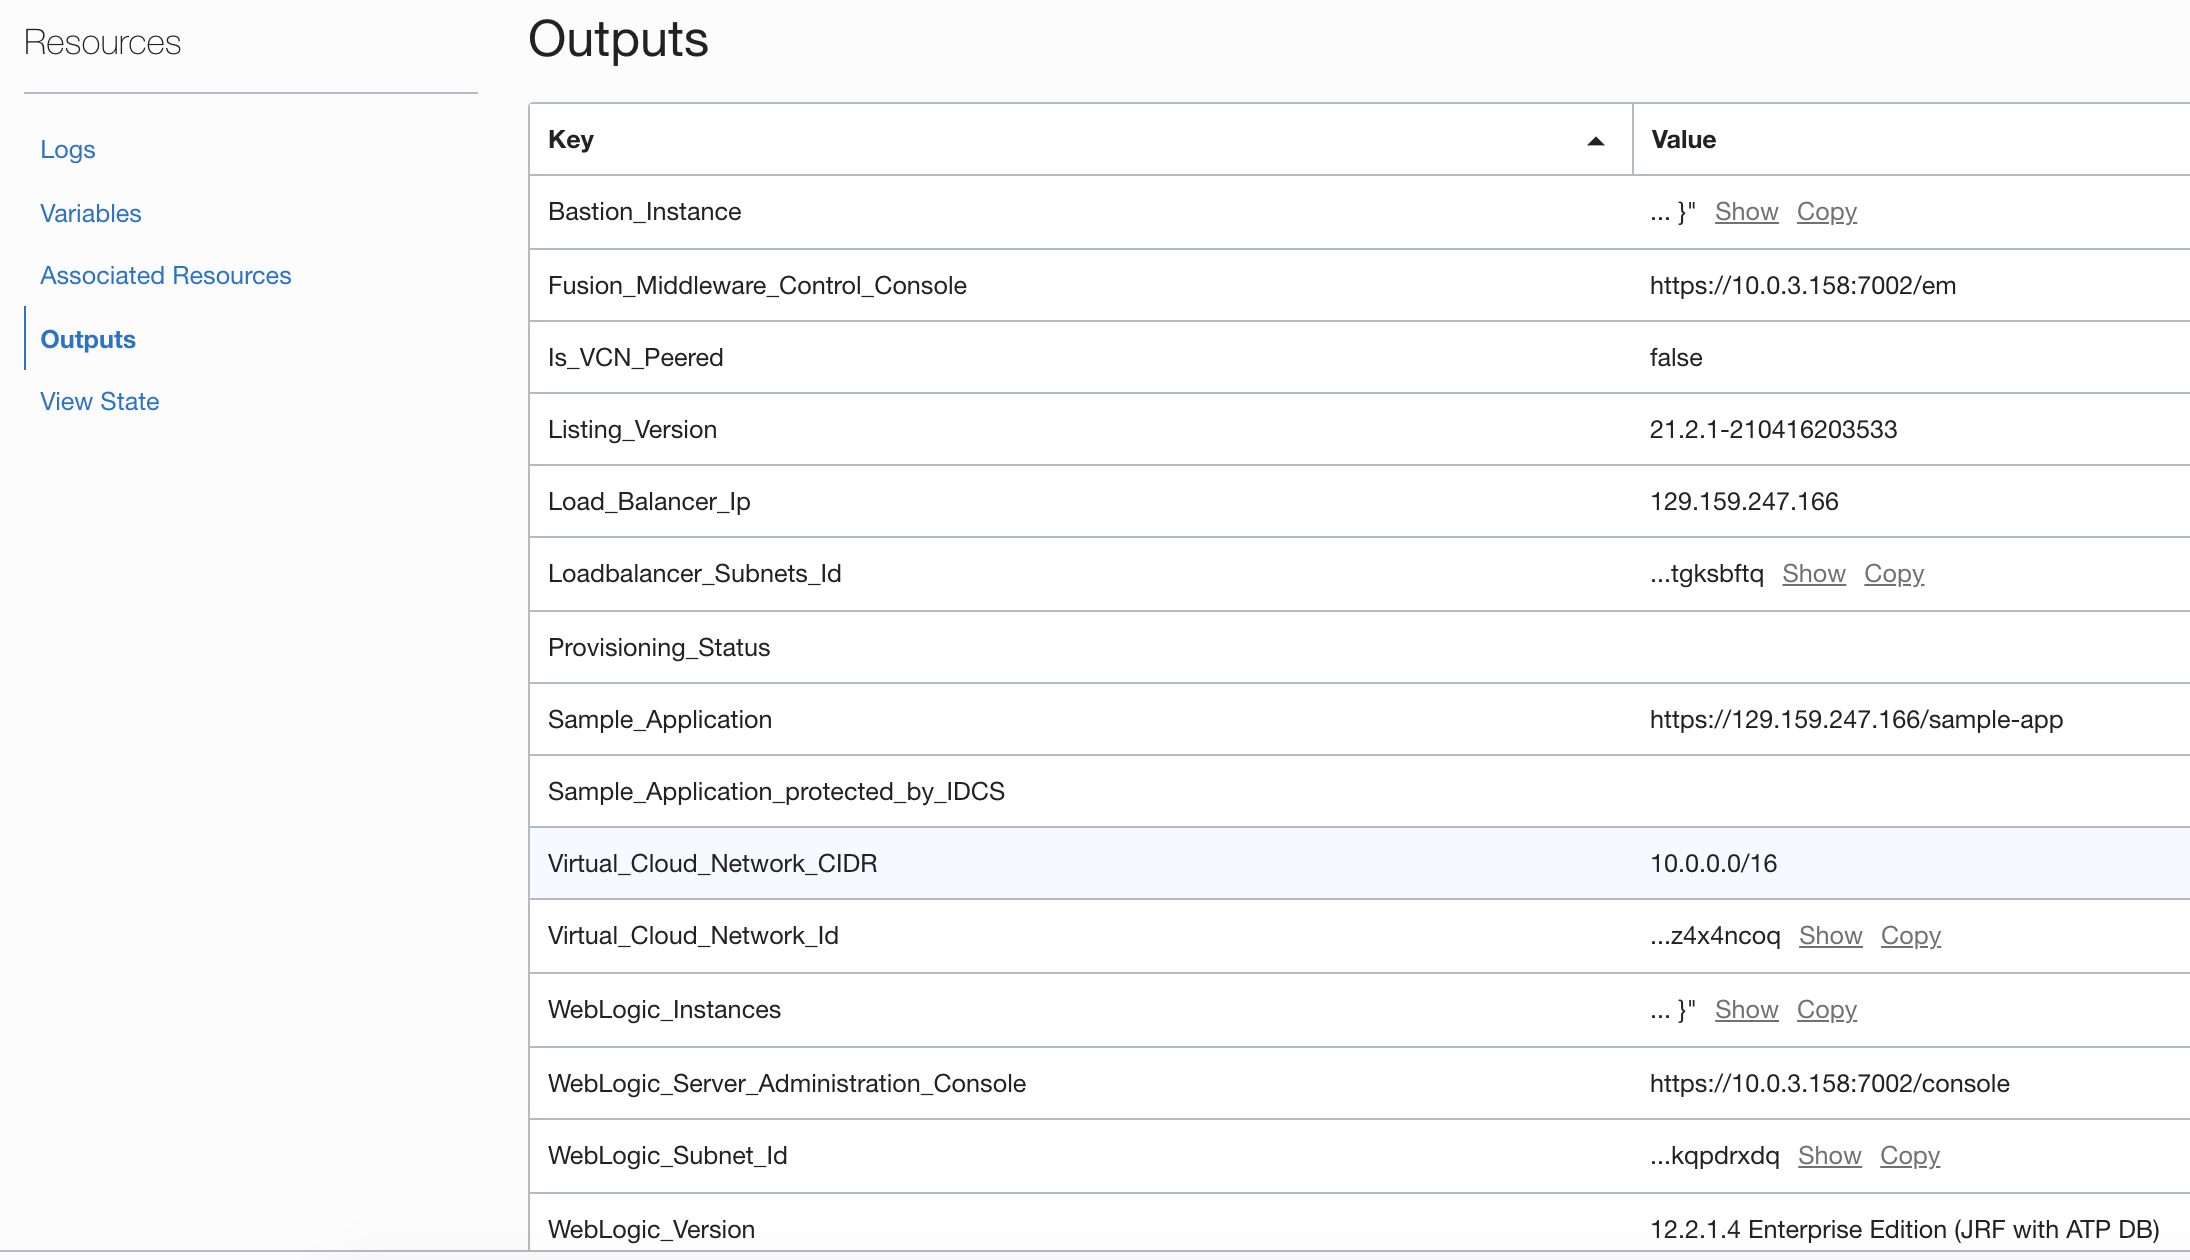 Resources
Logs
Variables
Associated Resources
Outputs
View State
Outputs
Key Value
Bastion_Instance ... }" Show Copy
Fusion_Middleware_Control_Console https://10.0.3.158:7002/em
Is_VCN_Peered false
Listing_Version 21.2.1-210416203533
Load_Balancer_Ip 129.159.247.166
Loadbalancer_Subnets_Id ...tgksbftq Show Copy
Provisioning_Status
Sample_Application https://129.159.247.166/sample-app
Sample_Application_protected_by_IDCS
Virtual_Cloud_Network_CIDR 10.0.0.0/16
Virtual_Cloud_Network_Id ...z4x4ncoq Show Copy
WebLogic_Instances ... }" Show Copy
WebLogic_Server_Administration_Console https://10.0.3.158:7002/console
WebLogic_Subnet_Id ...kqpdrxdq Show Copy
WebLogic_Version 12.2.1.4 Enterprise Edition (JRF with ATP DB)